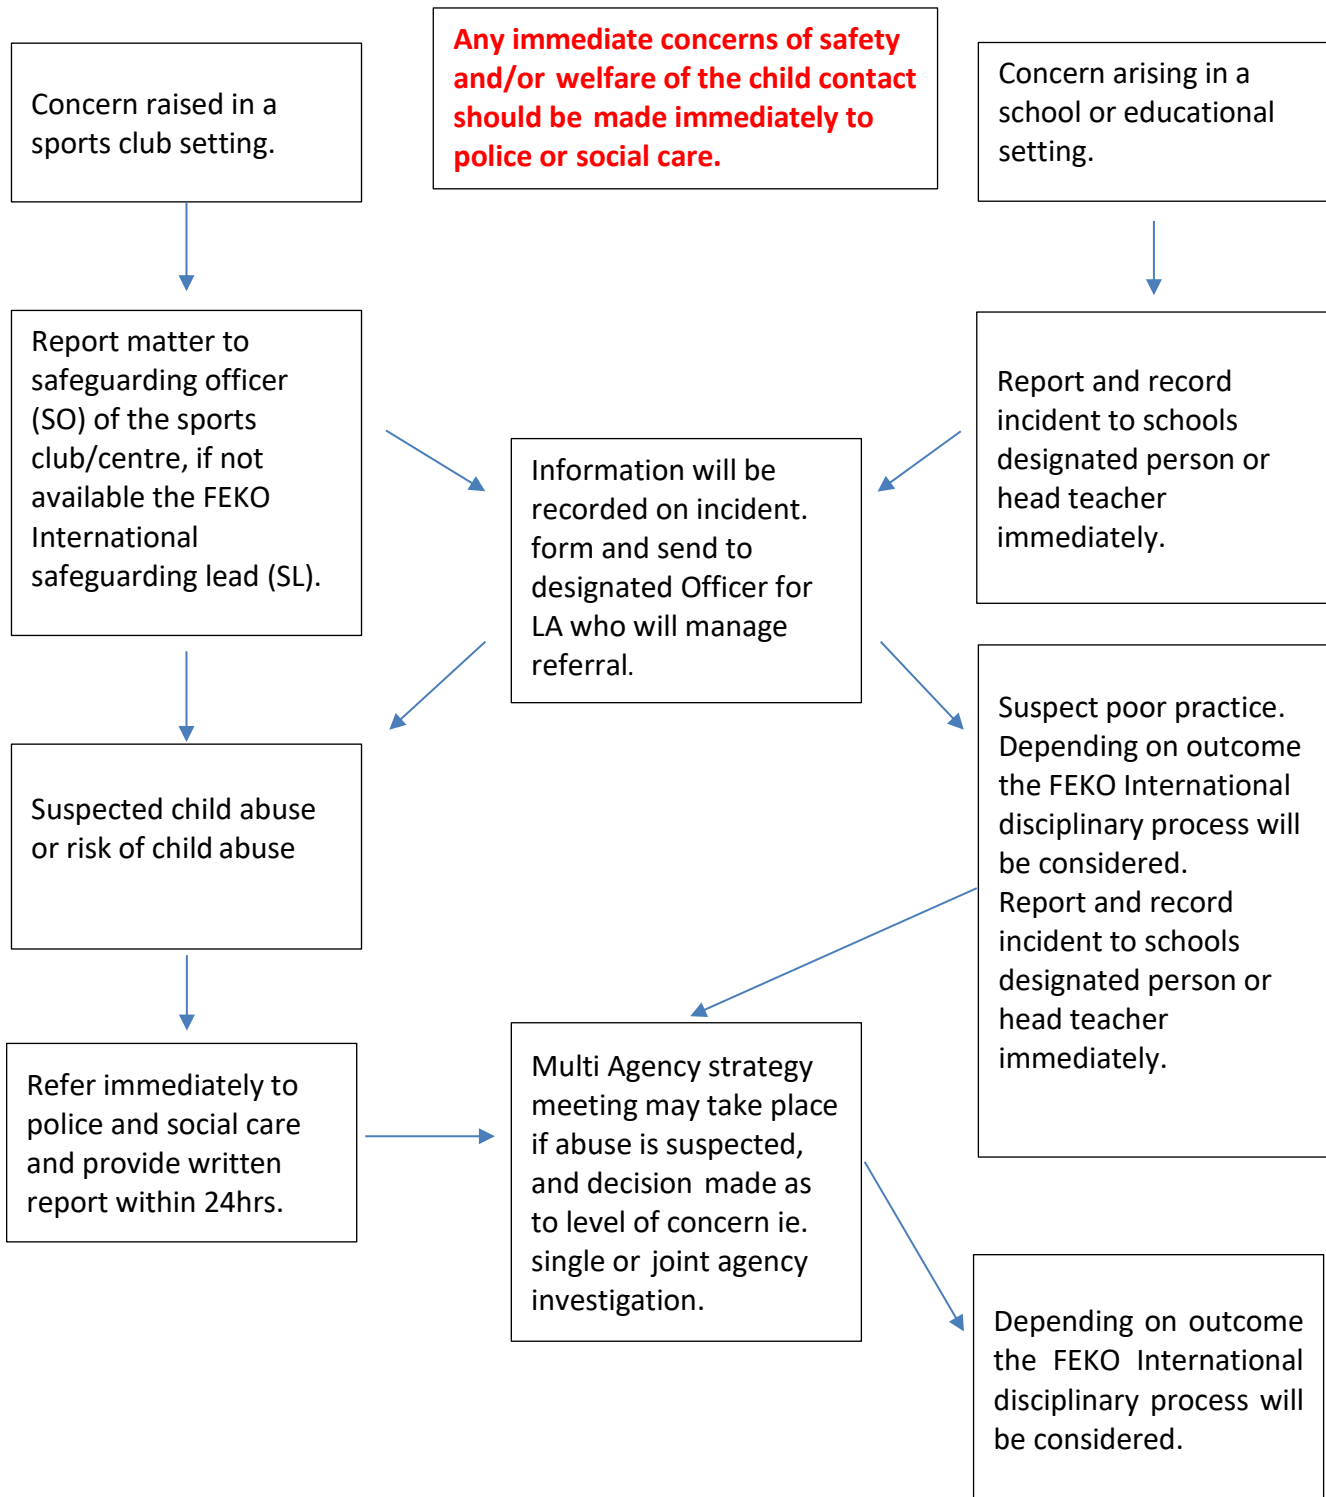 Concern raised in a
sports club setting.
Any immediate concerns of safety
and/or welfare of the child contact
should be made immediately to
police or social care.
Concern arising in a
school or educational
setting.
Report matter to
safeguarding officer
(SO) of the sports
club/centre, if not
available the FEKO
International
safeguarding lead (SL).
Information will be
recorded on incident.
form and send to
designated Officer for
LA who will manage
referral.
Report and record
incident to schools
designated person or
head teacher
immediately.
Suspected child abuse
or risk of child abuse
Suspect poor practice.
Depending on outcome
the FEKO International
disciplinary process will
be considered.
Report and record
incident to schools
designated person or
head teacher
immediately.
Refer immediately to
police and social care
and provide written
report within 24hrs.
Multi Agency strategy
meeting may take place
if abuse is suspected,
and decision made as
to level of concern ie.
single or joint agency
investigation.
Depending on outcome
the FEKO International
disciplinary process will
be considered.